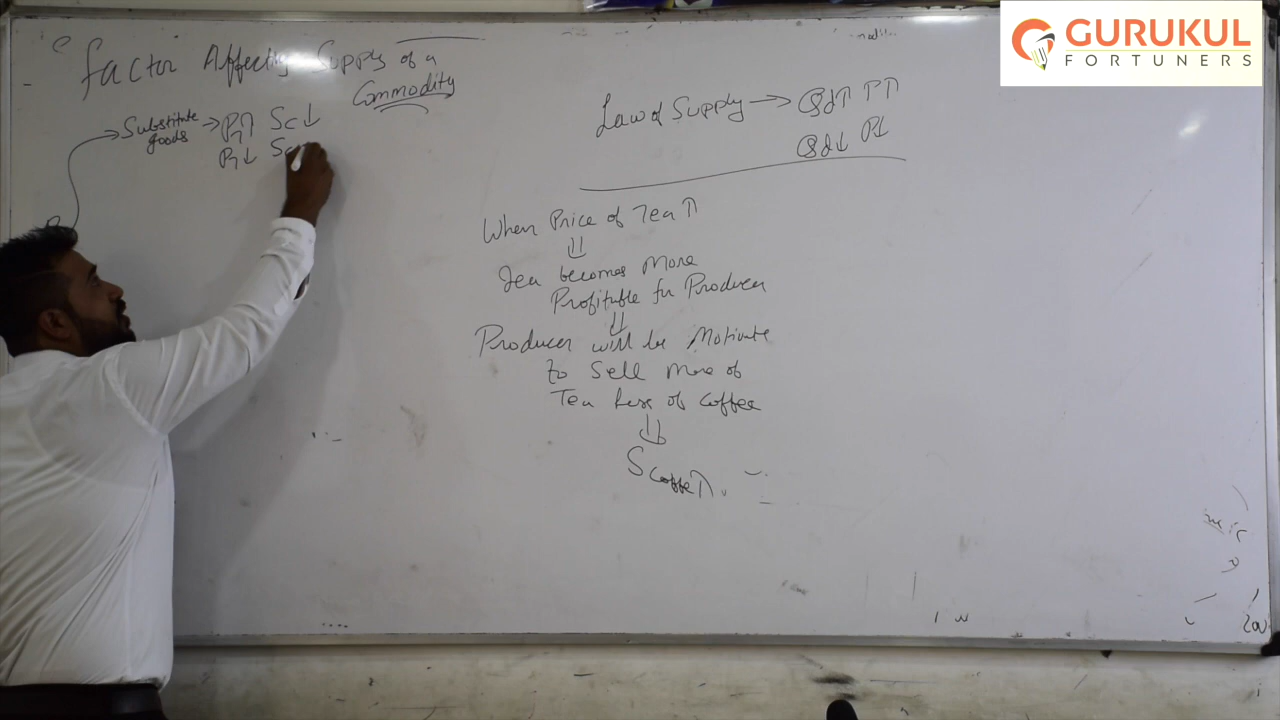 GURUKUL
FORTUNERS
Factor Affecting Supply of a
Commodity
Substitute
goods → PT↑ Sc↓
PT↓ Sc
Law of Supply → Qd↑ P↑
Qd↓ P↓
When Price of Tea ↑
⇓
Tea becomes More
Profitable for Producer
⇓
Producer will be Motivate
to Sell More of
Tea Less of Coffee
⇓
S Coffee ↑